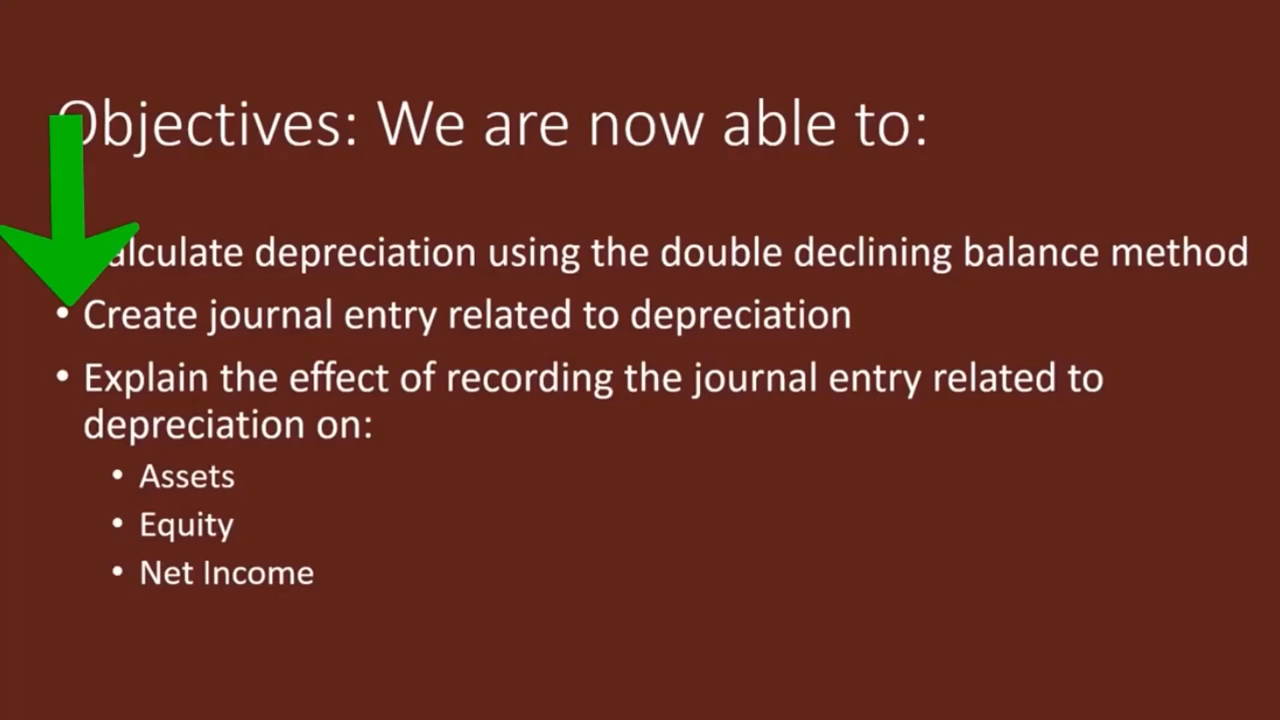 Objectives: We are now able to:
alculate depreciation using the double declining balance method
• Create journal entry related to depreciation
• Explain the effect of recording the journal entry related to
depreciation on:
• Assets
• Equity
• Net Income